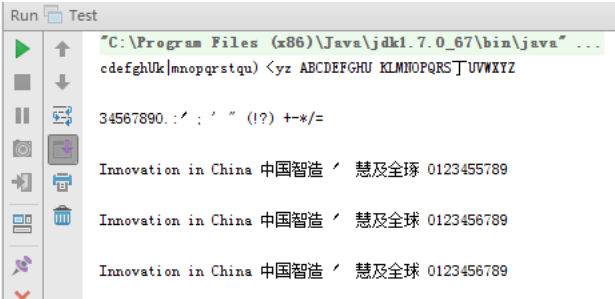 Run Test
"C:\Program Files (x86)\Java\jdk1.7.0_67\bin\java" ...
cdefghUk|mnopqrstqu) <yz ABCDEFGHU KLMNOPQRS丁UVWXYZ
34567890.:′ ; ′ ″ (!?) +-*/=
Innovation in China 中国智造 ′ 慧及全琢 0123455789
Innovation in China 中国智造 ′ 慧及全球 0123456789
Innovation in China 中国智造 ′ 慧及全球 0123456789